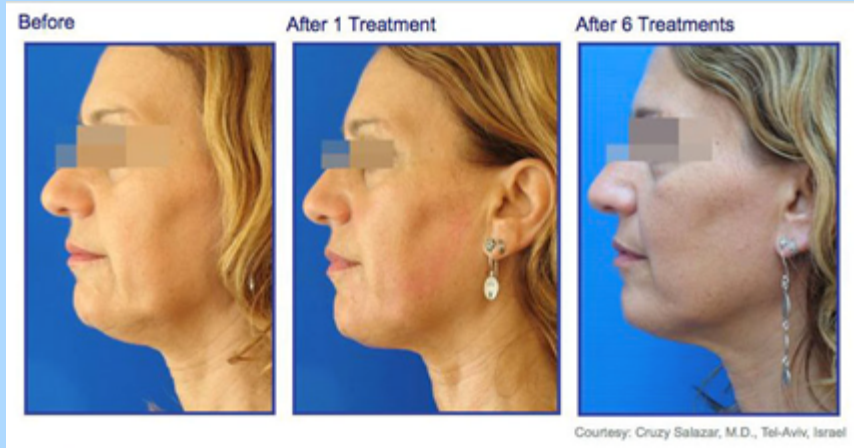 Before
After 1 Treatment
After 6 Treatments
Courtesy: Cruzy Salazar, M.D., Tel-Aviv, Israel